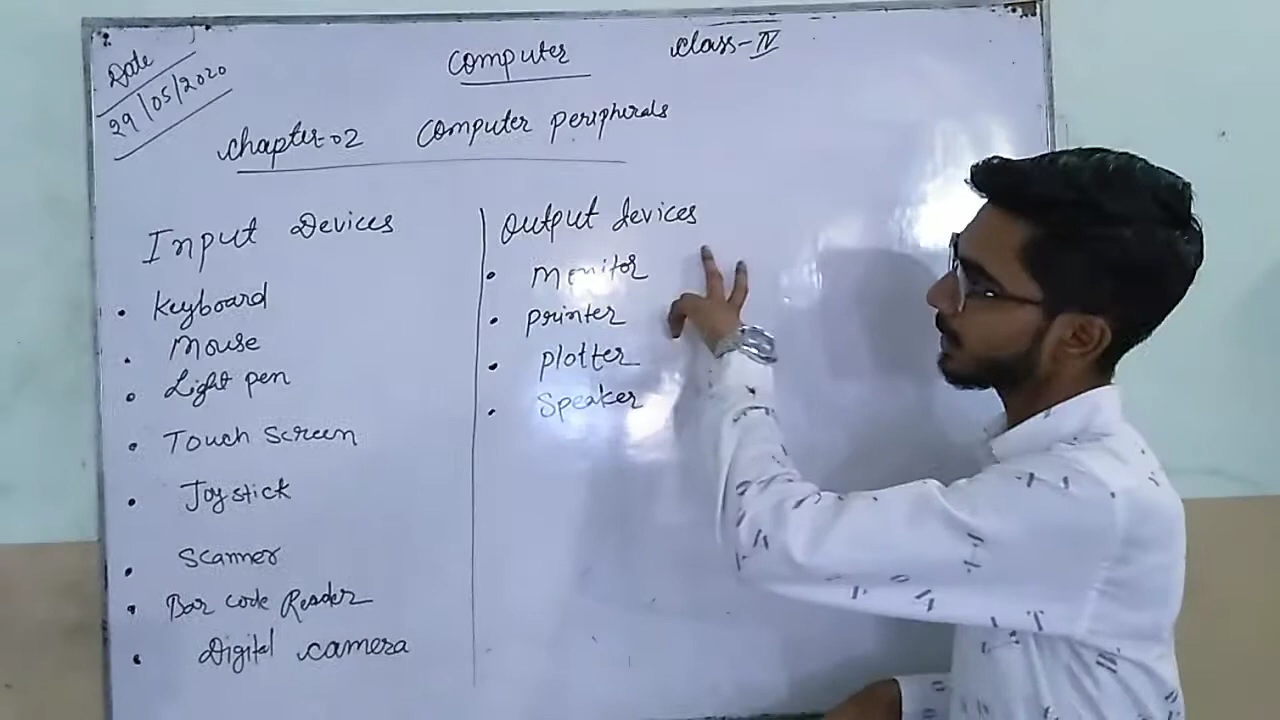 Date
29/05/2020
Computer
Class-IV
Chapter-02 Computer peripherals
Input Devices
• Keyboard
• Mouse
• Light pen
• Touch Screen
• Joystick
• Scanner
• Bar code Reader
• Digital camera
Output devices
• Monitor
• Printer
• plotter
• Speaker